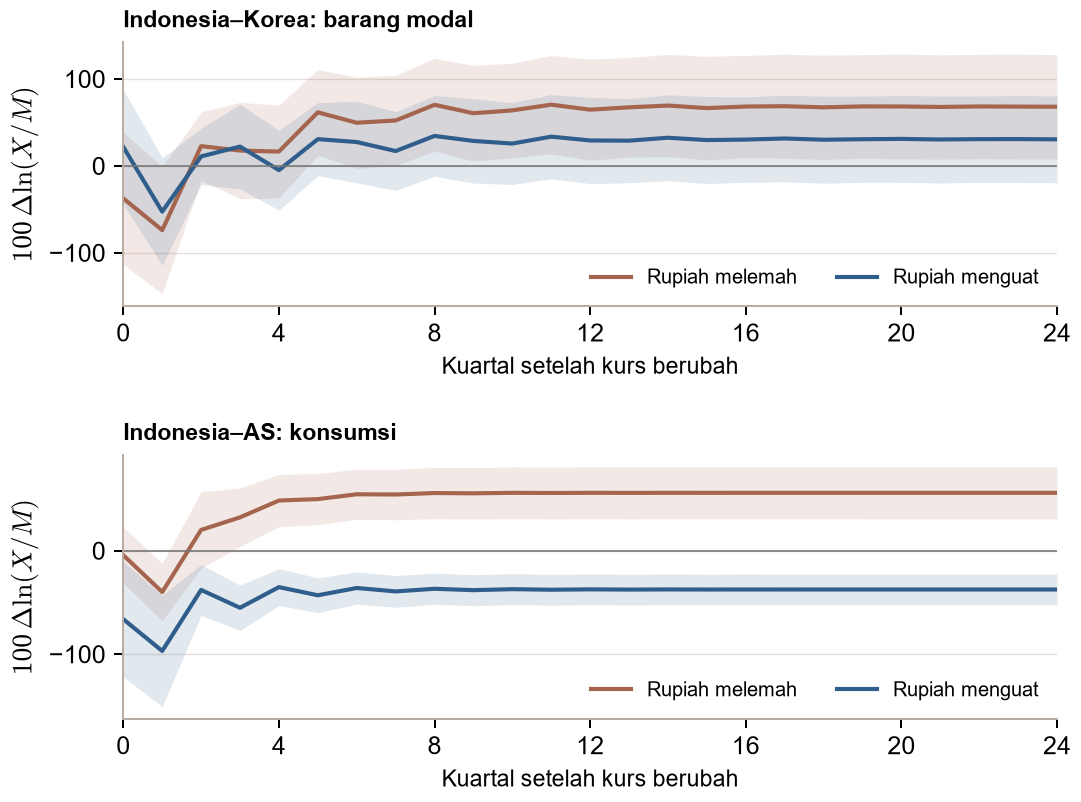 Indonesia–Korea: barang modal
100 Δln(X/M)
100
0
−100
Rupiah melemah
Rupiah menguat
0 4 8 12 16 20 24
Kuartal setelah kurs berubah
Indonesia–AS: konsumsi
100 Δln(X/M)
0
−100
Rupiah melemah
Rupiah menguat
0 4 8 12 16 20 24
Kuartal setelah kurs berubah